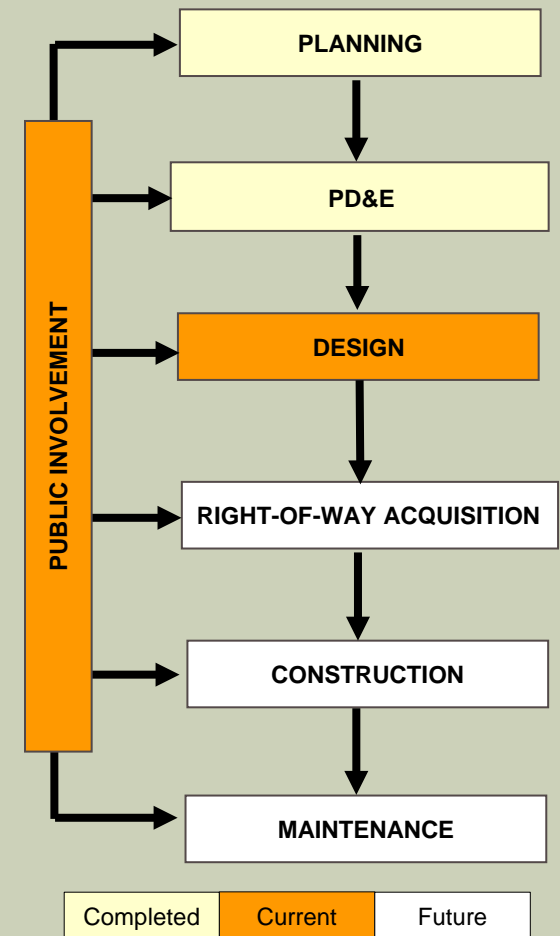 PLANNING
PD&E
DESIGN
PUBLIC INVOLVEMENT
RIGHT-OF-WAY ACQUISITION
CONSTRUCTION
MAINTENANCE
Completed
Current
Future